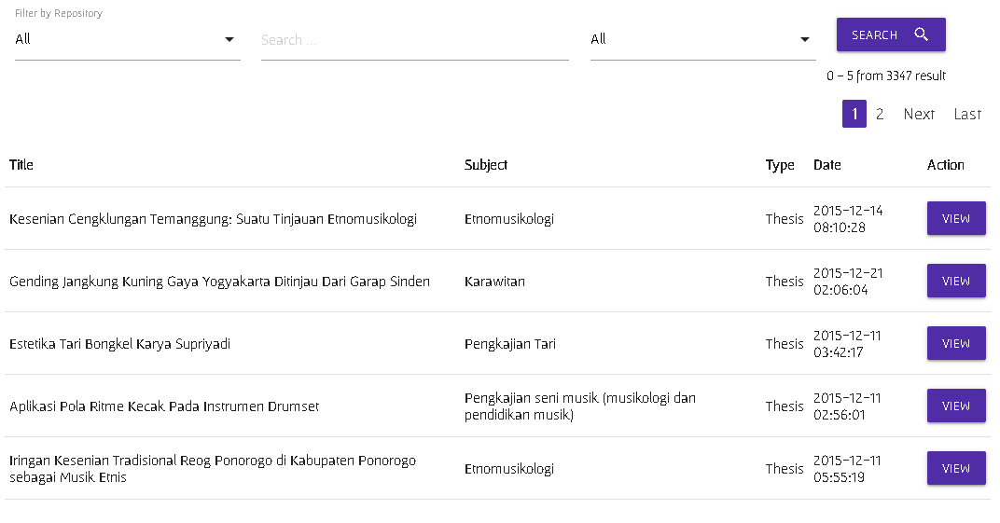 Filter by Repository
All
Search ...
All
SEARCH
0 - 5 from 3347 result
1 2 Next Last
Title Subject Type Date Action
Kesenian Cengklungan Temanggung: Suatu Tinjauan Etnomusikologi Etnomusikologi Thesis 2015-12-14 08:10:28 VIEW
Gending Jangkung Kuning Gaya Yogyakarta Ditinjau Dari Garap Sinden Karawitan Thesis 2015-12-21 02:06:04 VIEW
Estetika Tari Bongkel Karya Supriyadi Pengkajian Tari Thesis 2015-12-11 03:42:17 VIEW
Aplikasi Pola Ritme Kecak Pada Instrumen Drumset Pengkajian seni musik (musikologi dan pendidikan musik) Thesis 2015-12-11 02:56:01 VIEW
Iringan Kesenian Tradisional Reog Ponorogo di Kabupaten Ponorogo sebagai Musik Etnis Etnomusikologi Thesis 2015-12-11 05:55:19 VIEW